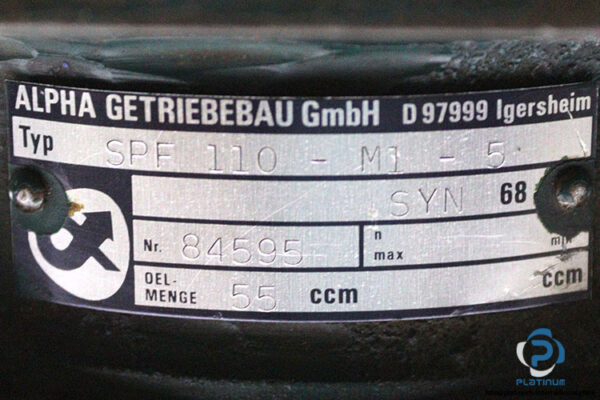 ALPHA GETRIEBEBAU GmbH D 97999 Igersheim
Typ SPF 110 - M1 - 5
SYN 68
Nr. 84595 n max min
OEL-MENGE 55 ccm ccm
PLATINUM